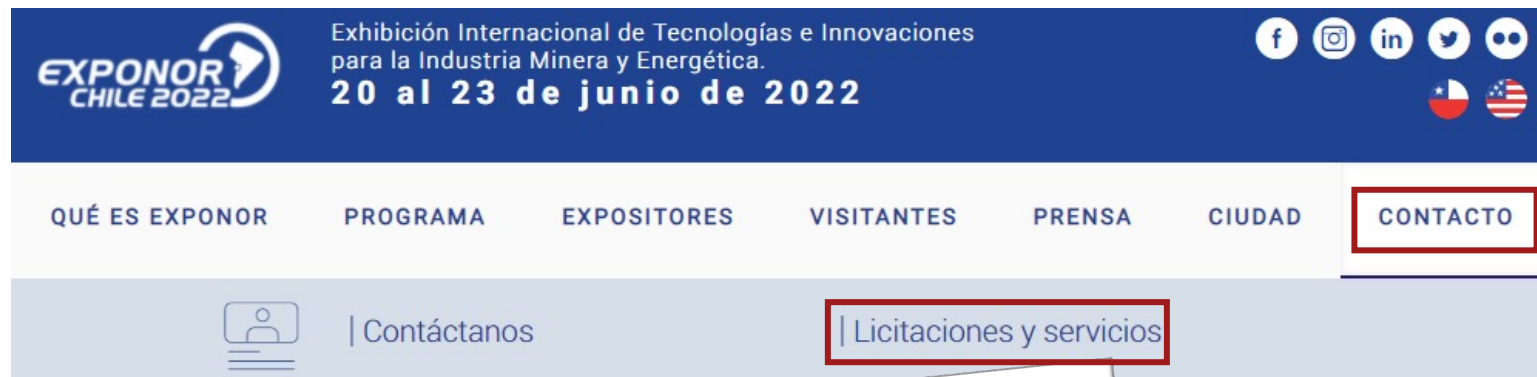 EXPONOR
CHILE 2022
Exhibición Internacional de Tecnologías e Innovaciones
para la Industria Minera y Energética.
20 al 23 de junio de 2022
QUÉ ES EXPONOR PROGRAMA EXPOSITORES VISITANTES PRENSA CIUDAD CONTACTO
| Contáctanos | Licitaciones y servicios